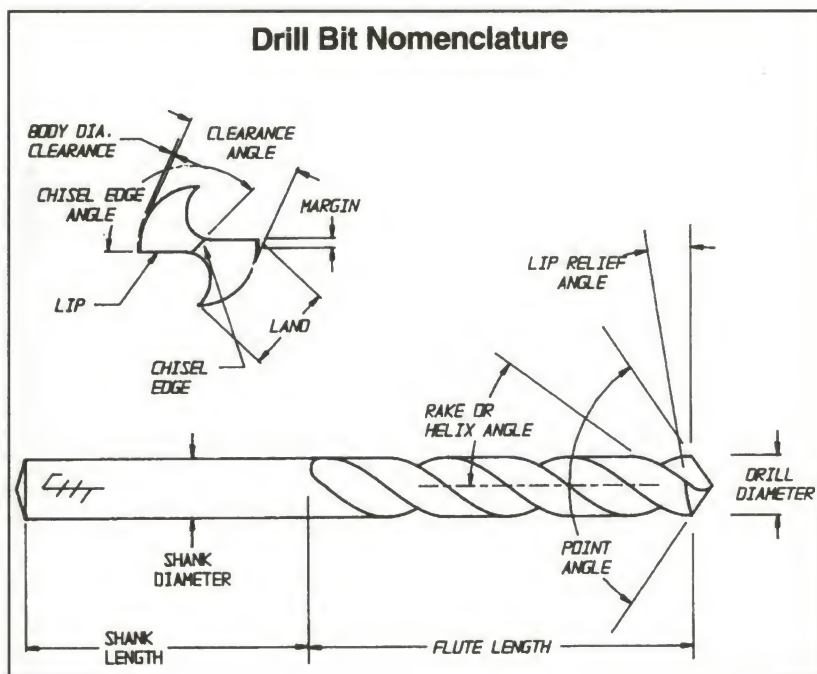 Drill Bit Nomenclature
BODY DIA.
CLEARANCE
CLEARANCE
ANGLE
CHISEL EDGE
ANGLE
MARGIN
LIP
LAND
CHISEL
EDGE
LIP RELIEF
ANGLE
RAKE OR
HELIX ANGLE
DRILL
DIAMETER
SHANK
DIAMETER
POINT
ANGLE
SHANK
LENGTH
FLUTE LENGTH